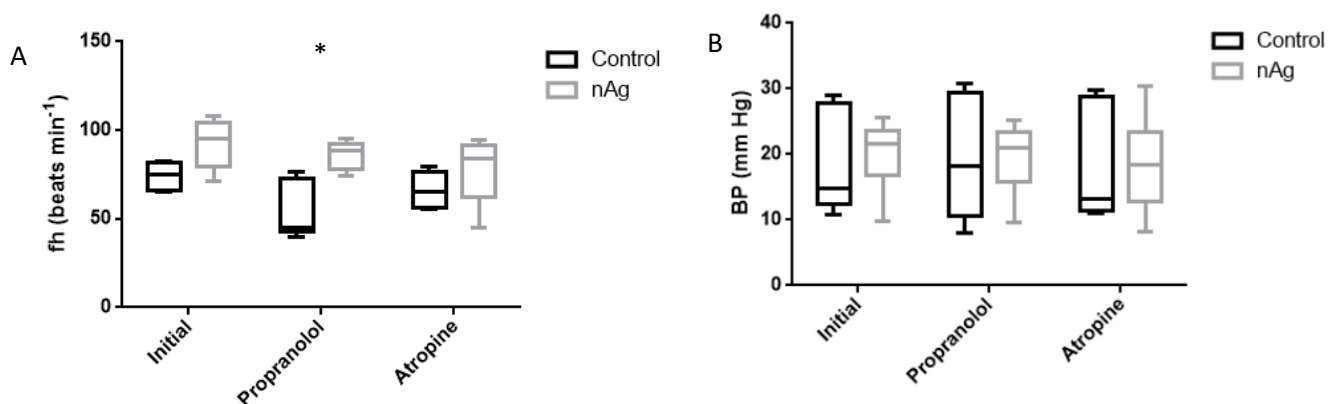 A
fh (beats min-1)
150
100
50
0
*
Control
nAg
Initial
Propranolol
Atropine
B
BP (mm Hg)
40
30
20
10
0
Control
nAg
Initial
Propranolol
Atropine